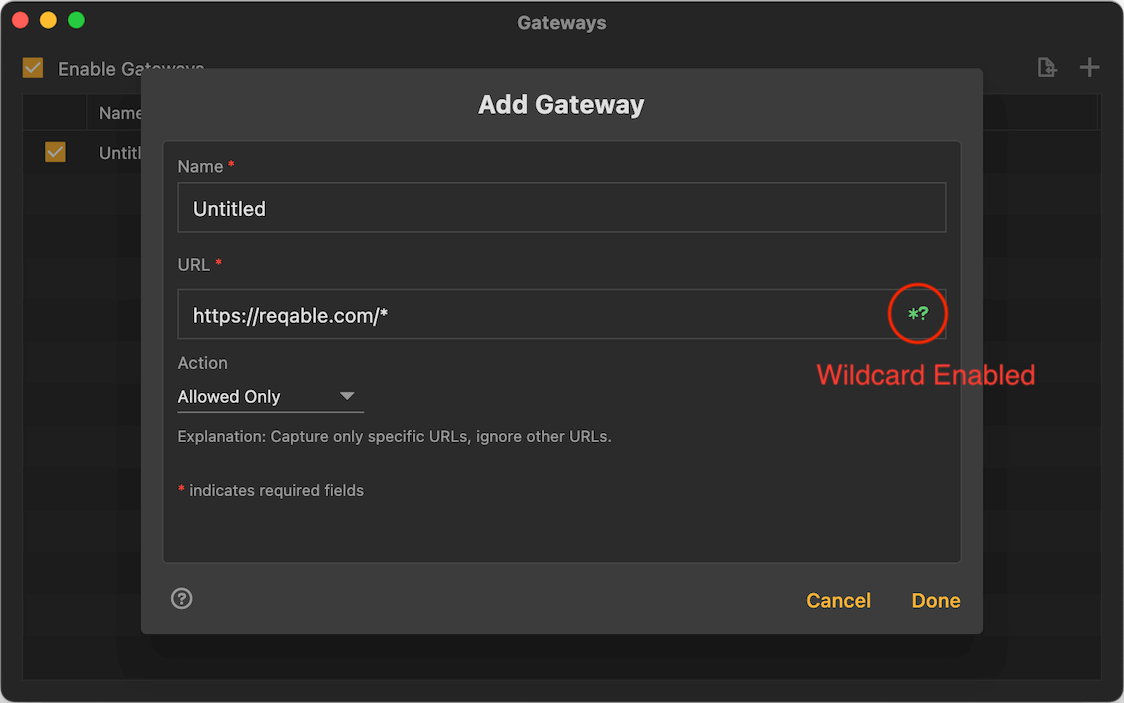 Gateways
Enable Gateways
Name
Untitl
Add Gateway
Name *
Untitled
URL *
https://reqable.com/*
*?
Wildcard Enabled
Action
Allowed Only
Explanation: Capture only specific URLs, ignore other URLs.
* indicates required fields
?
Cancel
Done